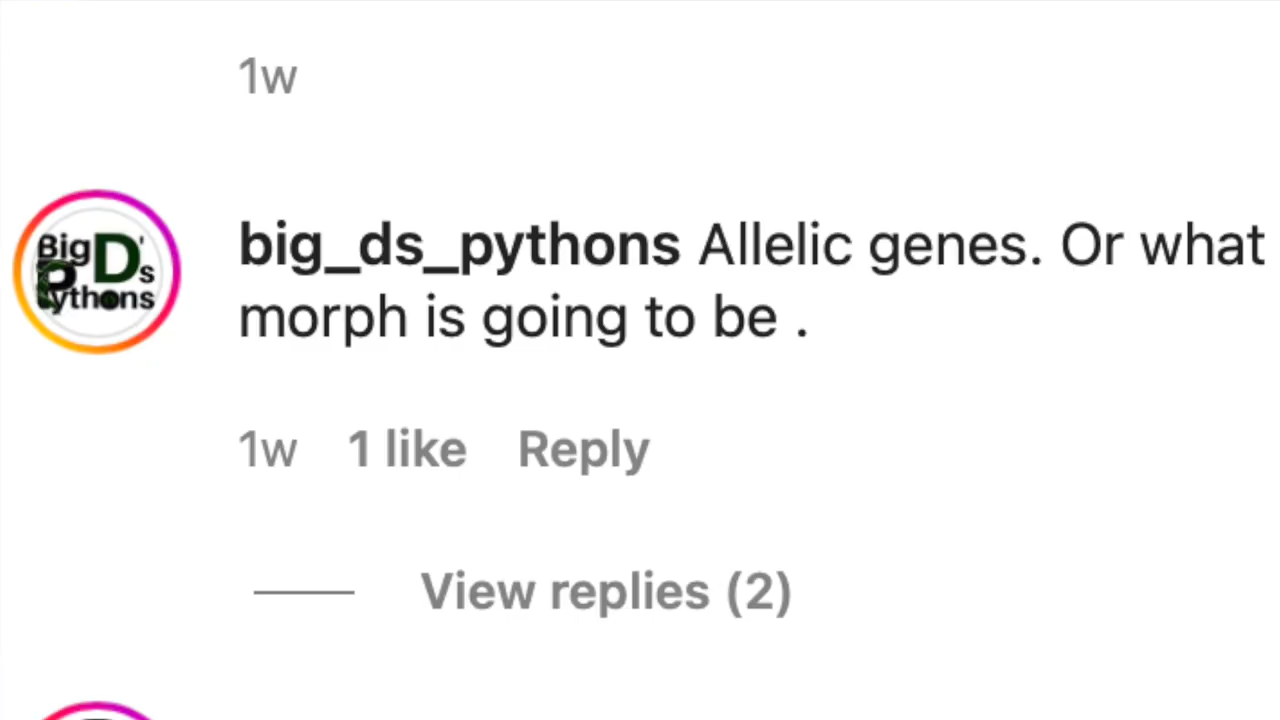 1w
Big D's
Pythons
big_ds_pythons Allelic genes. Or what
morph is going to be .
1w 1 like Reply
View replies (2)